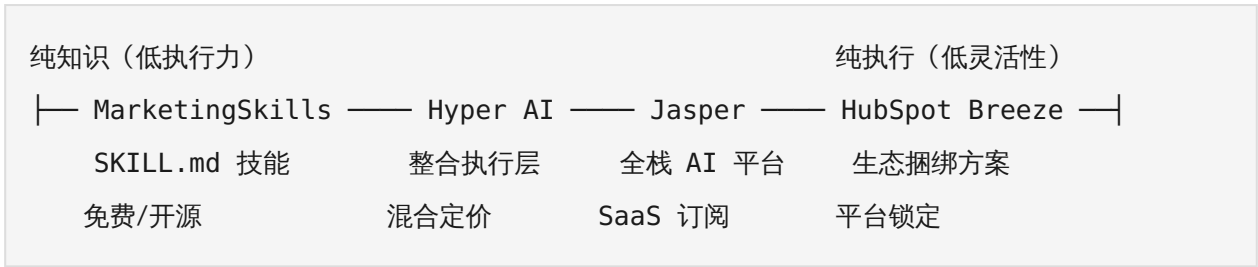 纯知识（低执行力）                                    纯执行（低灵活性）
├── MarketingSkills ──── Hyper AI ──── Jasper ──── HubSpot Breeze ──┤
    SKILL.md 技能        整合执行层      全栈 AI 平台    生态捆绑方案
   免费/开源            混合定价       SaaS 订阅       平台锁定